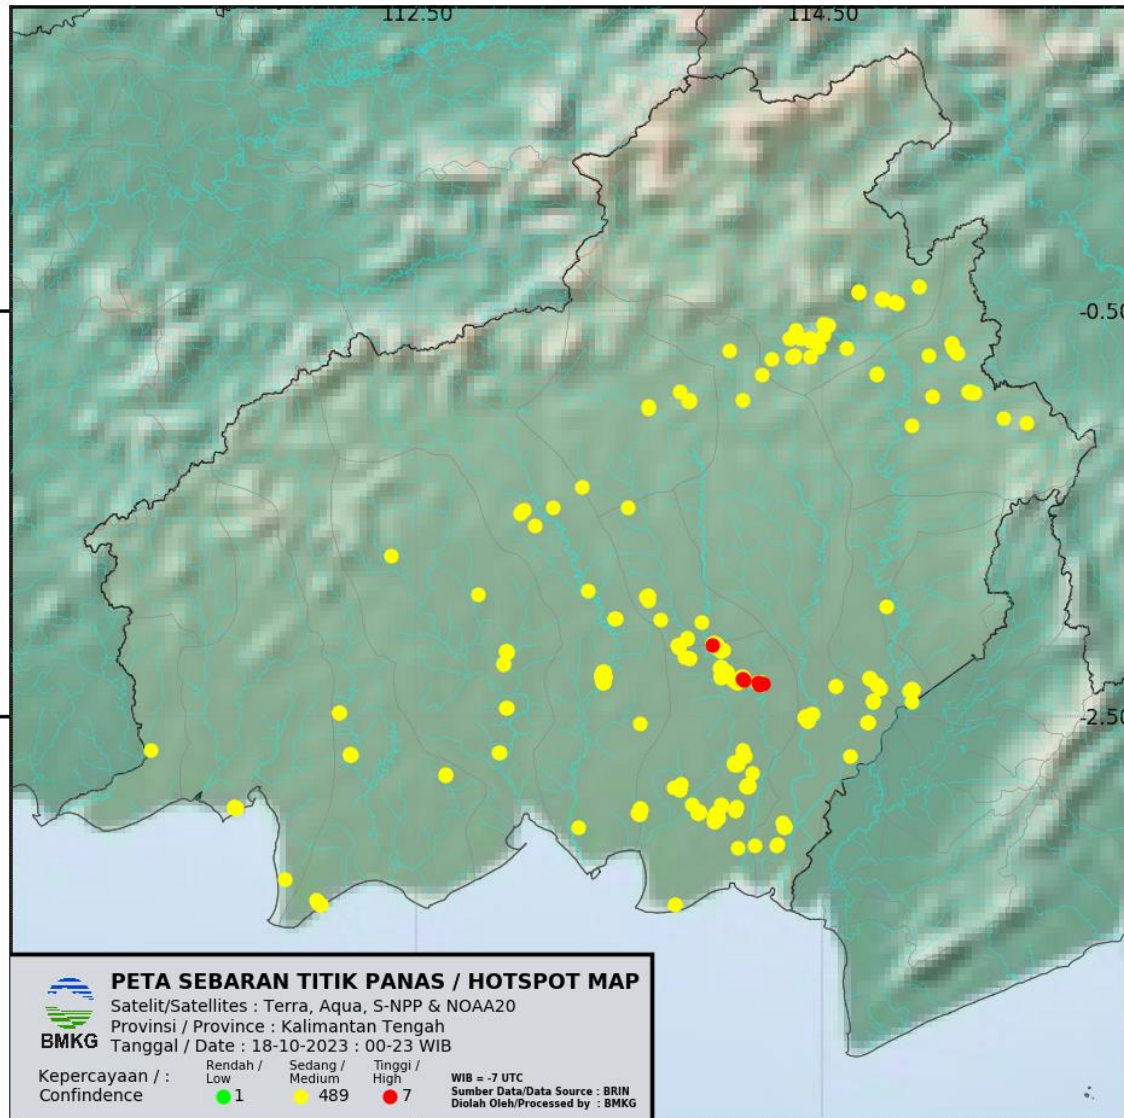 112.50
114.50
-0.50
-2.50
PETA SEBARAN TITIK PANAS / HOTSPOT MAP
Satelit/Satellites : Terra, Aqua, S-NPP & NOAA20
Provinsi / Province : Kalimantan Tengah
Tanggal / Date : 18-10-2023 : 00-23 WIB
BMKG
Kepercayaan / :
Confindence
Rendah /
Low
1
Sedang /
Medium
489
Tinggi /
High
7
WIB = -7 UTC
Sumber Data/Data Source : BRIN
Diolah Oleh/Processed by : BMKG